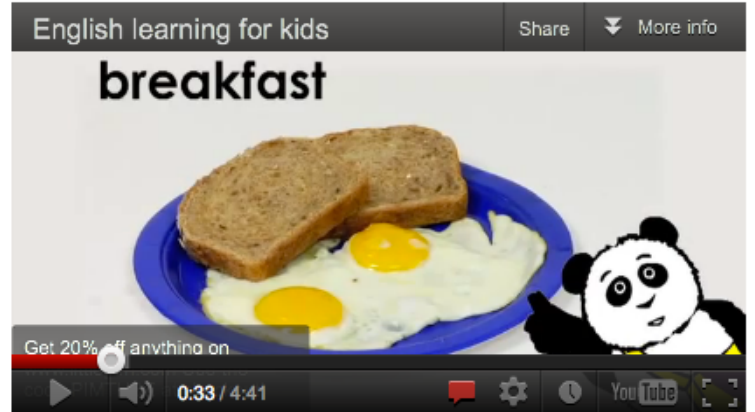 English learning for kids
Share
More info
breakfast
Get 20% off anything on
0:33 / 4:41
YouTube